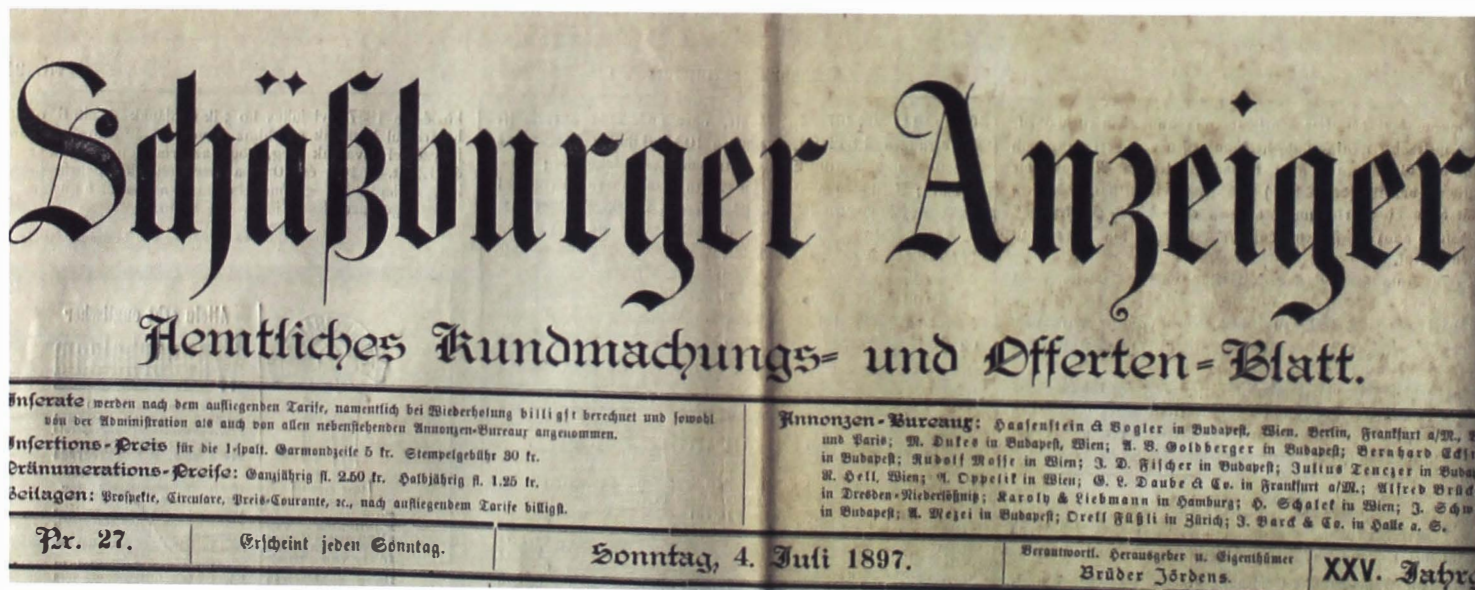 Schäßburger Anzeiger
Aemtliches Kundmachungs- und Offerten-Blatt.
Inserate werden nach dem aufliegenden Tarife, namentlich bei Wiederholung billigst berechnet und sowohl
von der Administration als auch von allen nebenstehenden Annonzen-Bureaux angenommen.
Insertions-Preis für die 1-spalt. Garmondzeile 5 kr. Stempelgebühr 30 kr.
Pränumerations-Preise: Ganzjährig fl. 2.50 kr. Halbjährig fl. 1.25 kr.
Beilagen: Prospekte, Circulare, Preis-Courante, ꝛc., nach aufliegendem Tarife billigst.
Annonzen-Bureaux: Haasenstein & Vogler in Budapest, Wien, Berlin, Frankfurt a/M.,
und Paris; M. Dukes in Budapest, Wien; A. B. Goldberger in Budapest; Bernhard
in Budapest; Rudolf Mosse in Wien; J. D. Fischer in Budapest; Julius Tenczer in
R. Hell, Wien; A. Oppelik in Wien; G. L. Daube & Co. in Frankfurt a/M.; Alfred
in Dresden-Niederlößnitz; Karoly & Liebmann in Hamburg; H. Schalek in Wien; J.
in Budapest; A. Mezei in Budapest; Orell Füßli in Zürich; J. Barck & Co. in Halle a. S.
Nr. 27.
Erscheint jeden Sonntag.
Sonntag, 4. Juli 1897.
Verantwortl. Herausgeber u. Eigenthümer
Brüder Jördens.
XXV. Jahrg